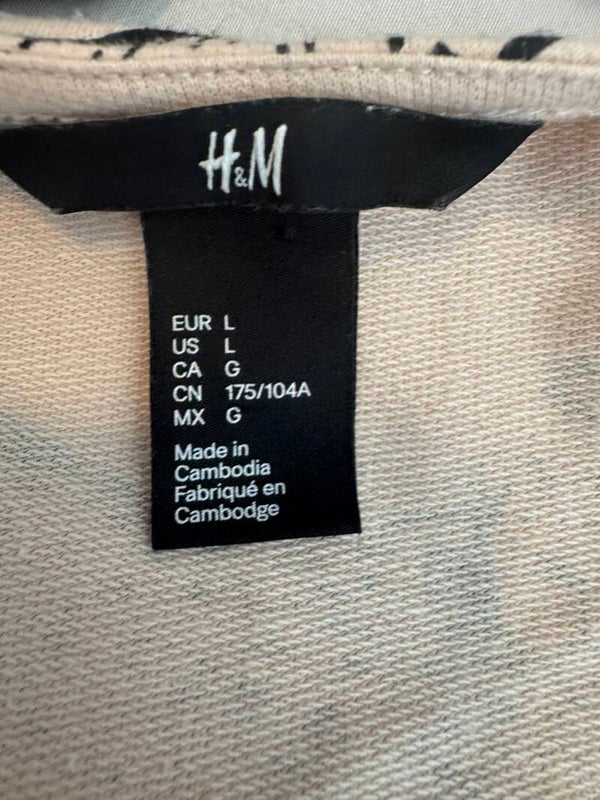 H&M
EUR L
US L
CA G
CN 175/104A
MX G
Made in
Cambodia
Fabriqué en
Cambodge